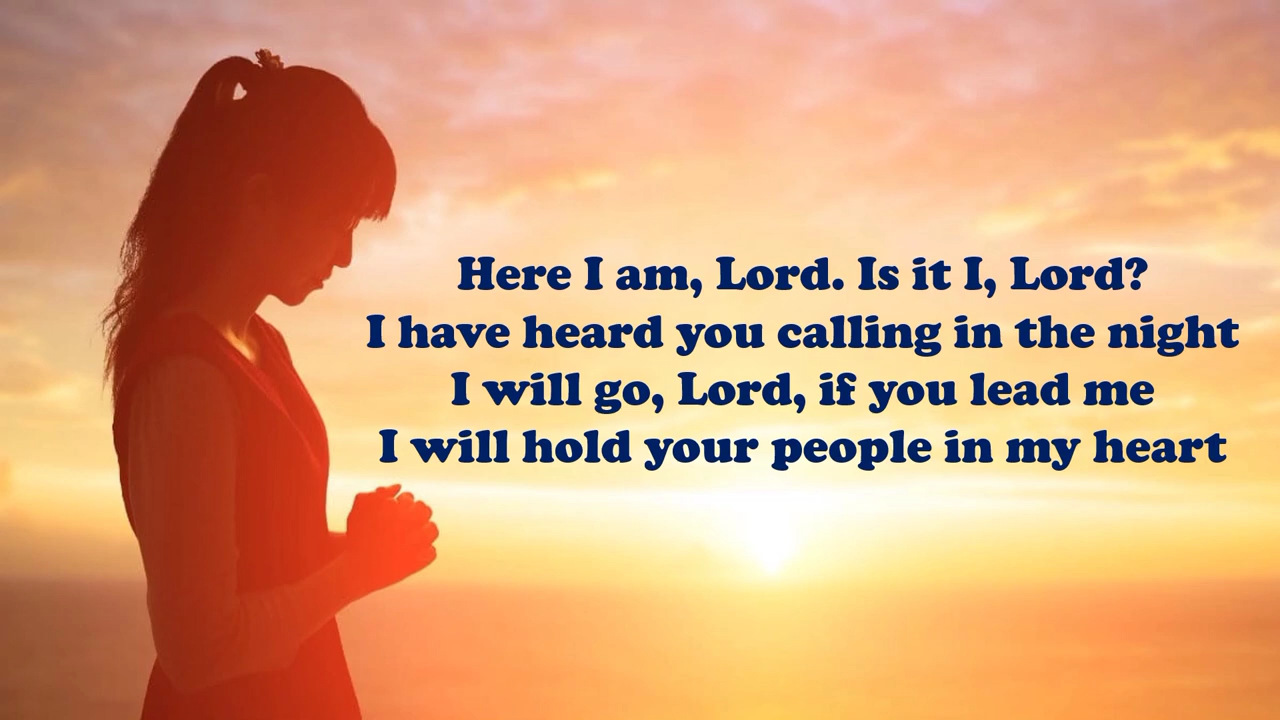 Here I am, Lord. Is it I, Lord?
I have heard you calling in the night
I will go, Lord, if you lead me
I will hold your people in my heart